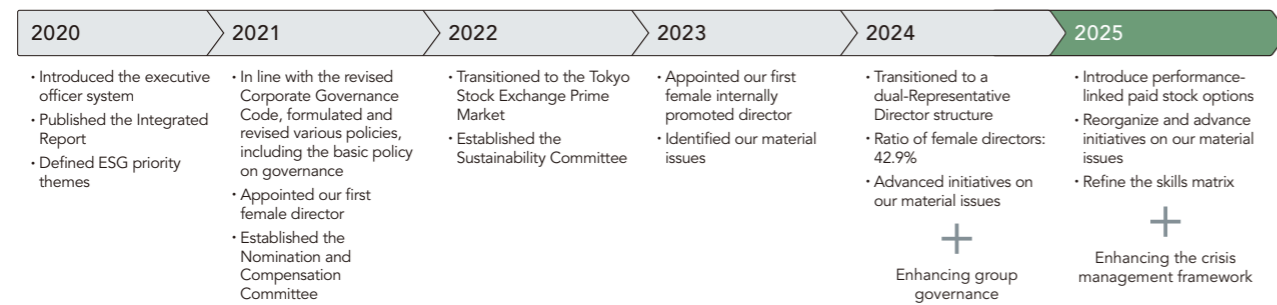 2020
・Introduced the executive
officer system
・Published the Integrated
Report
・Defined ESG priority
themes
2021
・In line with the revised
Corporate Governance
Code, formulated and
revised various policies,
including the basic policy
on governance
・Appointed our first
female director
・Established the
Nomination and
Compensation
Committee
2022
・Transitioned to the Tokyo
Stock Exchange Prime
Market
・Established the
Sustainability Committee
2023
・Appointed our first
female internally
promoted director
・Identified our material
issues
2024
・Transitioned to a
dual-Representative
Director structure
・Ratio of female directors:
42.9%
・Advanced initiatives on
our material issues
+
Enhancing group
governance
2025
・Introduce performance-
linked paid stock options
・Reorganize and advance
initiatives on our material
issues
・Refine the skills matrix
+
Enhancing the crisis
management framework